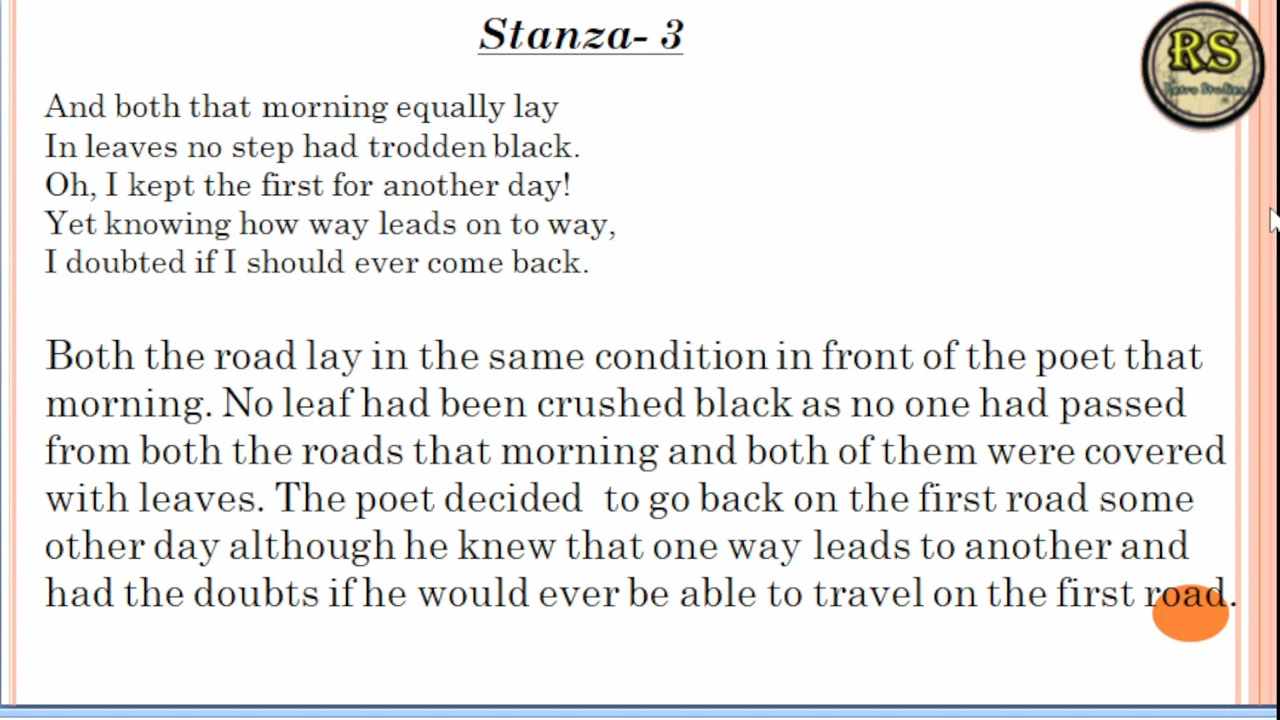 Stanza- 3
RS
Retro Studies
And both that morning equally lay
In leaves no step had trodden black.
Oh, I kept the first for another day!
Yet knowing how way leads on to way,
I doubted if I should ever come back.
Both the road lay in the same condition in front of the poet that
morning. No leaf had been crushed black as no one had passed
from both the roads that morning and both of them were covered
with leaves. The poet decided to go back on the first road some
other day although he knew that one way leads to another and
had the doubts if he would ever be able to travel on the first road.